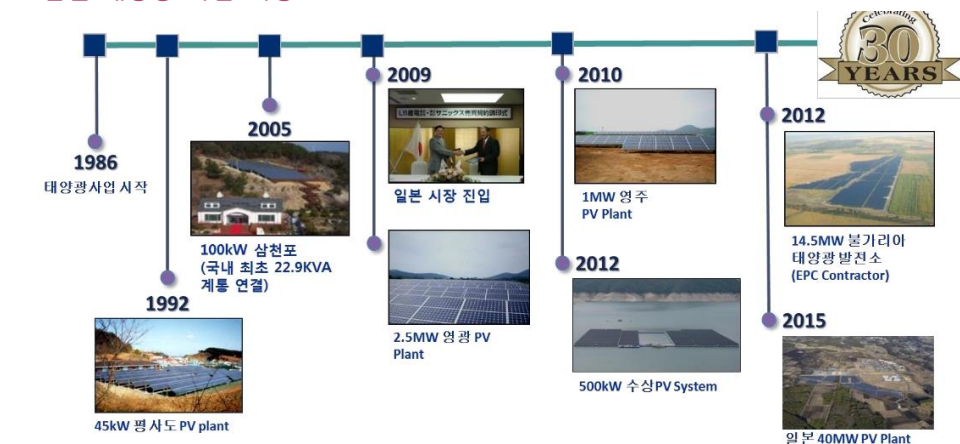 Celebrating
30
YEARS
1986
태양광사업 시작
1992
45kW 평사도 PV plant
2005
100kW 삼천포
(국내 최초 22.9KVA
계통 연결)
2009
일본 시장 진입
2.5MW 영광 PV
Plant
2010
1MW 영주
PV Plant
2012
500kW 수상PV System
2012
14.5MW 불가리아
태양광 발전소
(EPC Contractor)
2015
일본 40MW PV Plant